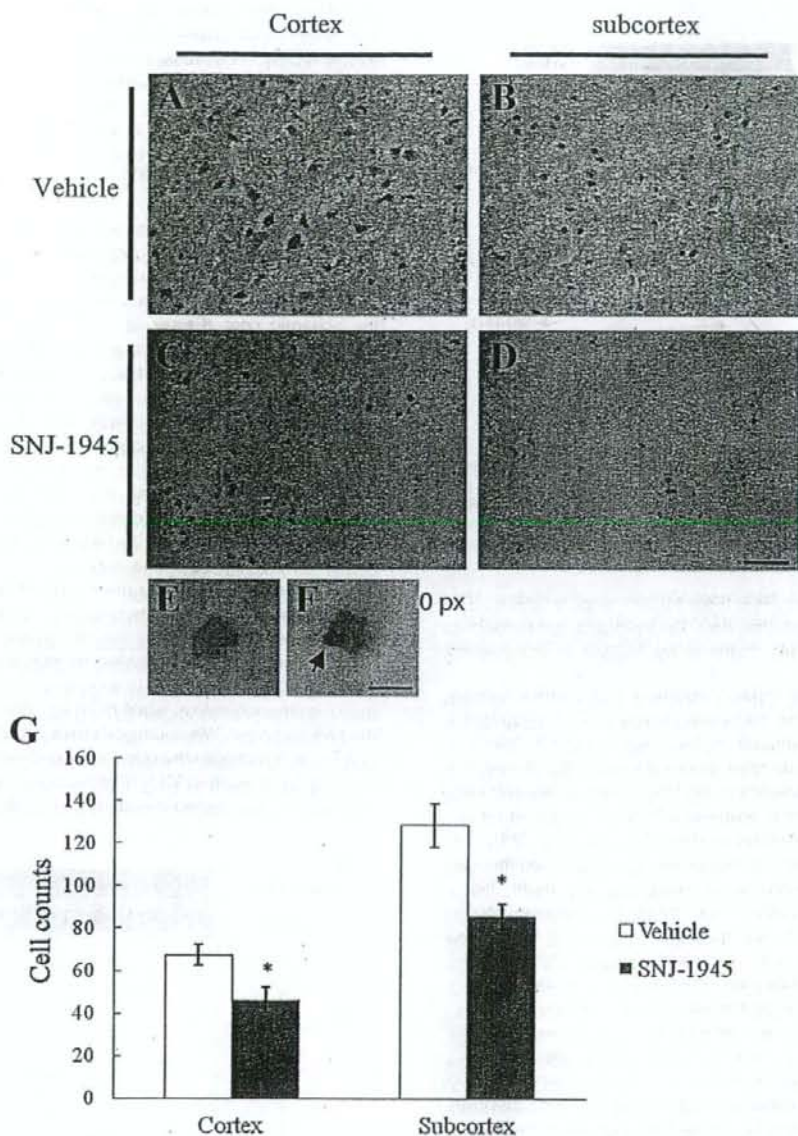 Cortex subcortex
A B
Vehicle
C D
SNJ-1945
E F 0 px
G
160
140
120
100
80
60
40
20
0
Cell counts
* *
Vehicle
SNJ-1945
Cortex Subcortex